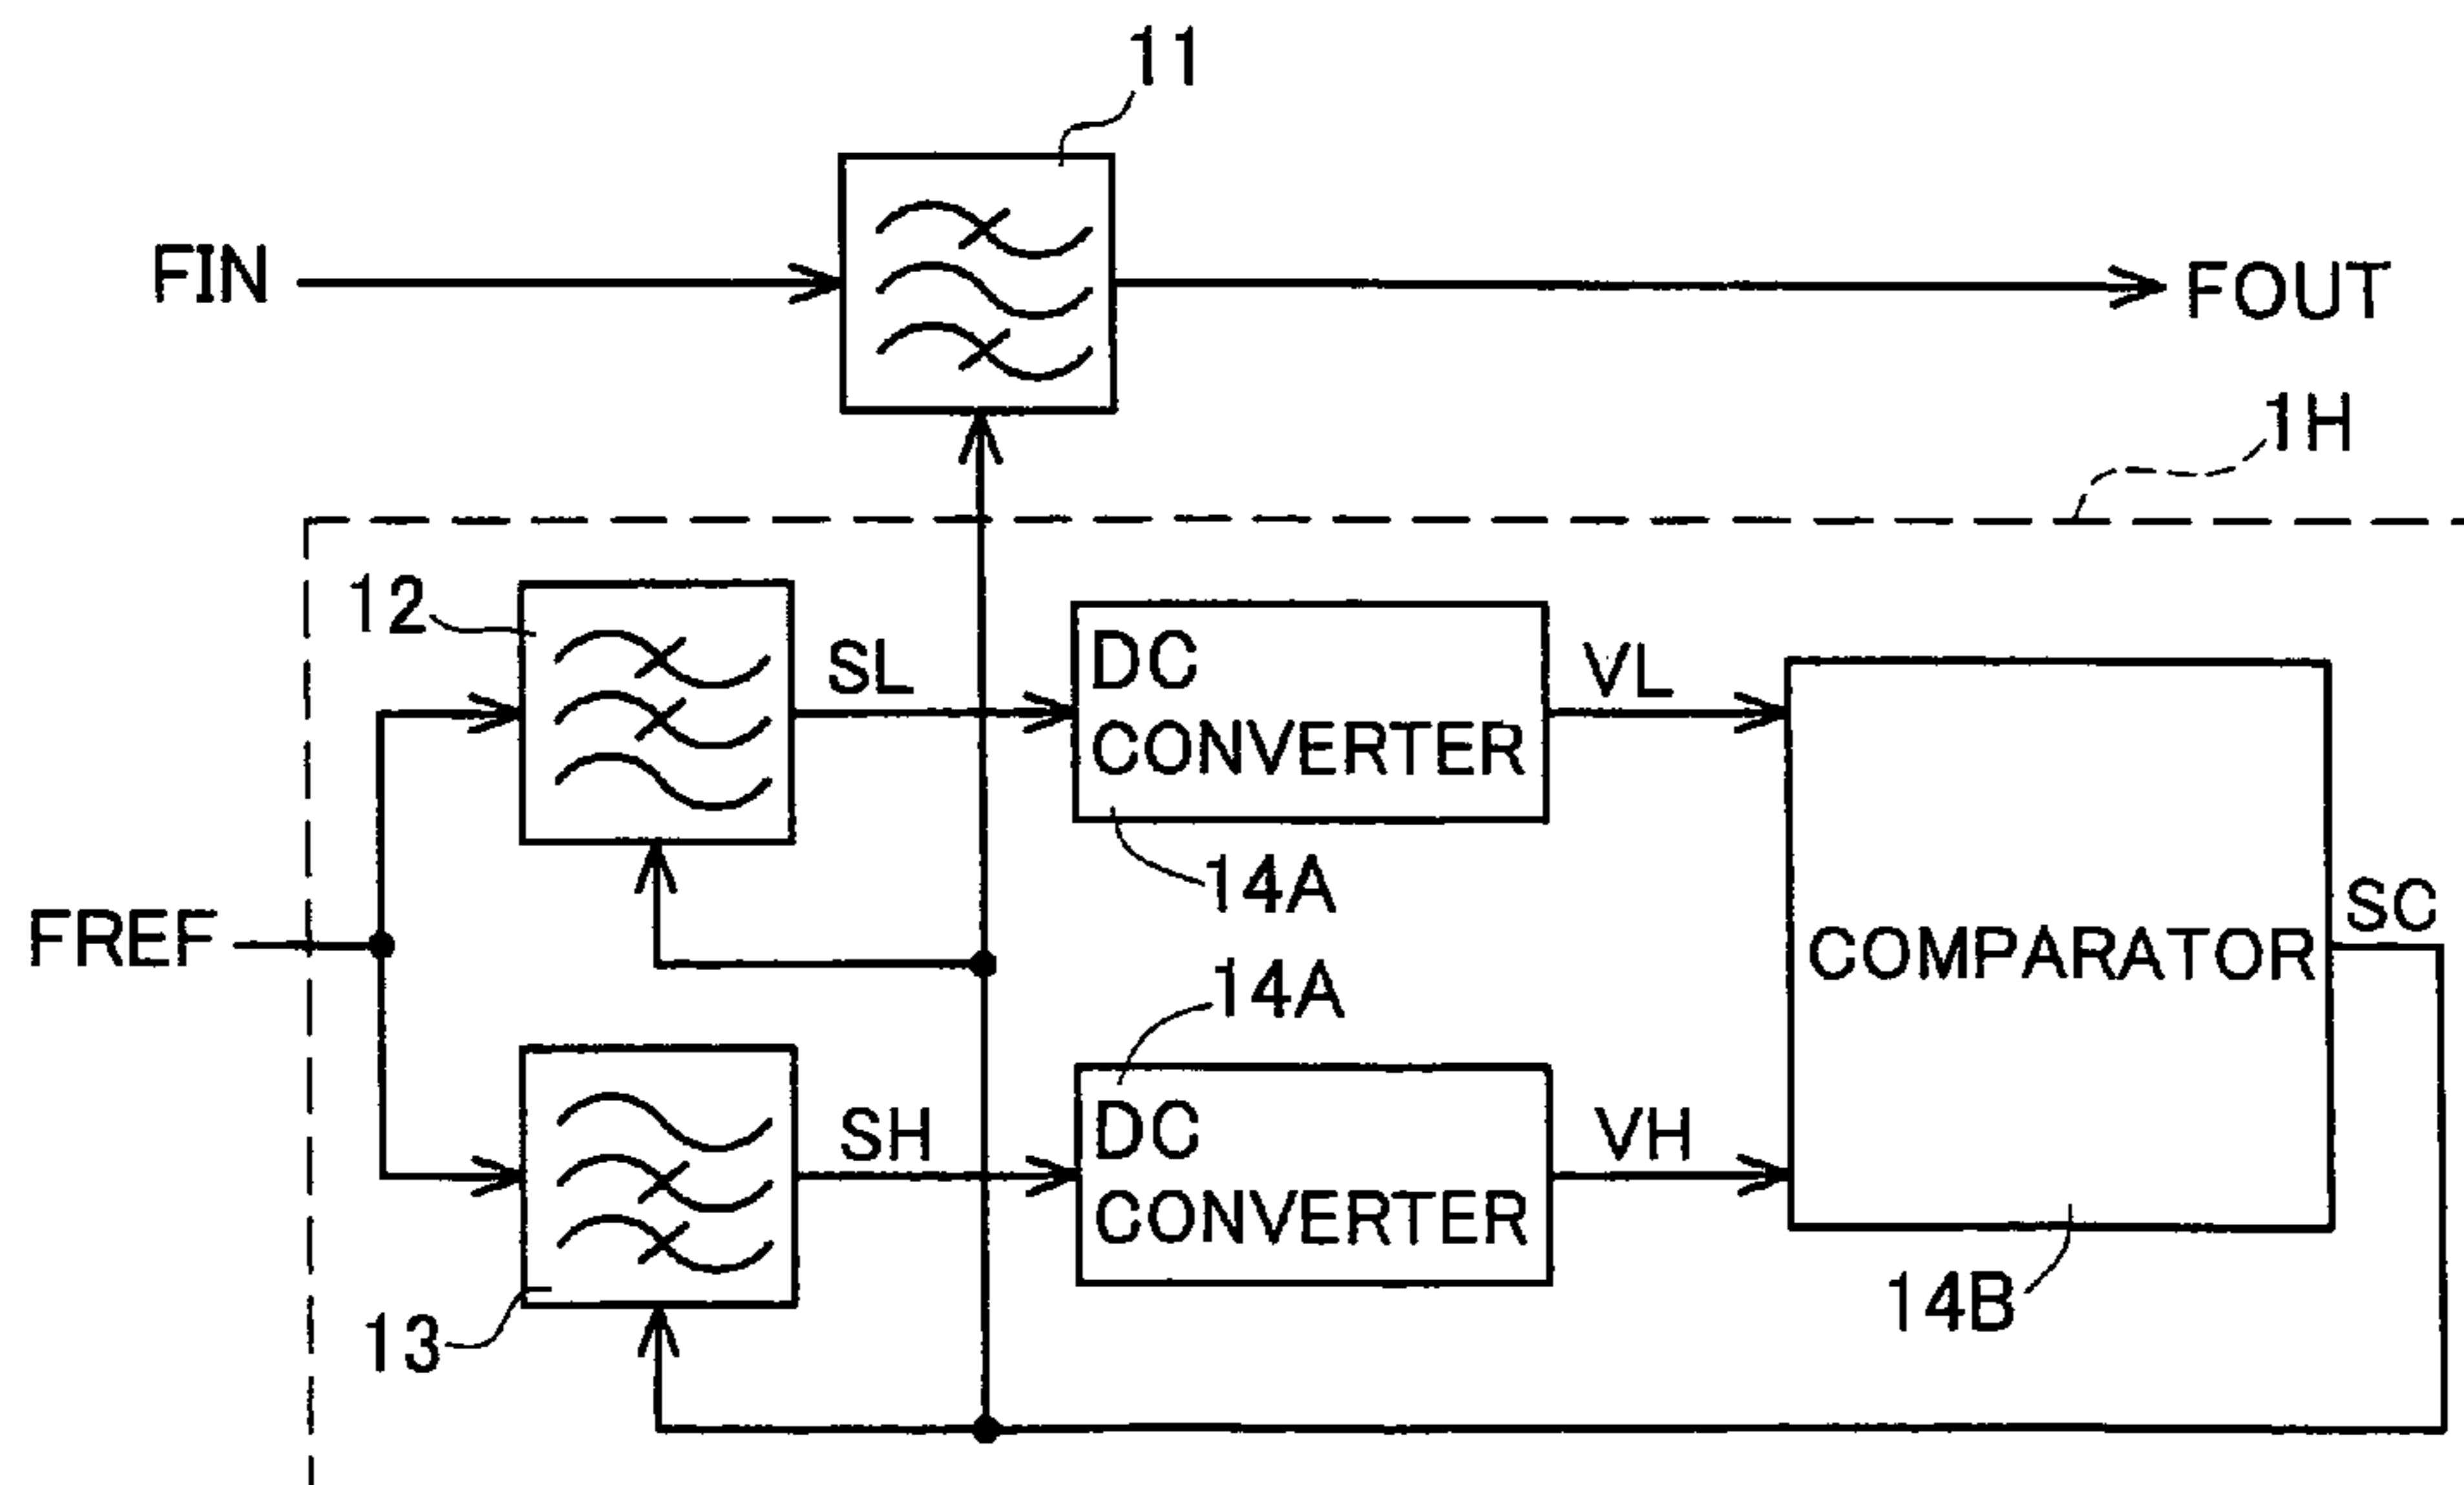 11
FIN
FOUT
1H
12
SL
DC
CONVERTER
VL
14A
FREF
COMPARATOR
SC
14A
SH
DC
CONVERTER
VH
13
14B